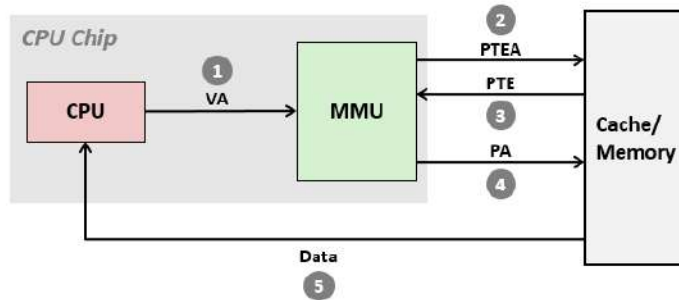 CPU Chip
2
PTEA
1
VA
CPU
MMU
PTE
3
Cache/
Memory
PA
4
Data
5